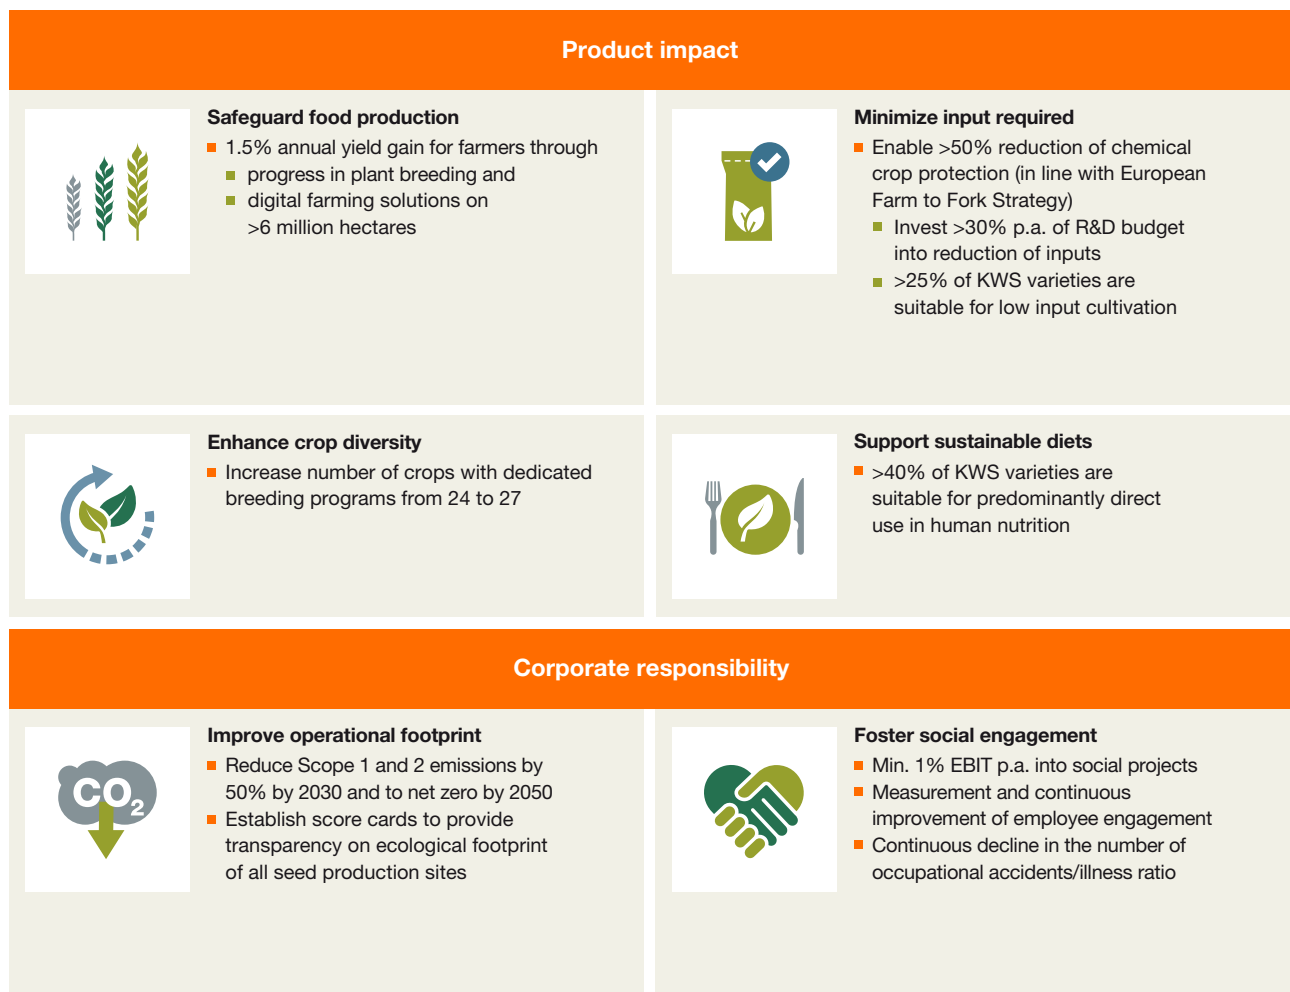 Product impact
Safeguard food production
1.5% annual yield gain for farmers through
progress in plant breeding and
digital farming solutions on
>6 million hectares
Minimize input required
Enable >50% reduction of chemical
crop protection (in line with European
Farm to Fork Strategy)
Invest >30% p.a. of R&D budget
into reduction of inputs
>25% of KWS varieties are
suitable for low input cultivation
Enhance crop diversity
Increase number of crops with dedicated
breeding programs from 24 to 27
Support sustainable diets
>40% of KWS varieties are
suitable for predominantly direct
use in human nutrition
Corporate responsibility
CO2
Improve operational footprint
Reduce Scope 1 and 2 emissions by
50% by 2030 and to net zero by 2050
Establish score cards to provide
transparency on ecological footprint
of all seed production sites
Foster social engagement
Min. 1% EBIT p.a. into social projects
Measurement and continuous
improvement of employee engagement
Continuous decline in the number of
occupational accidents/illness ratio